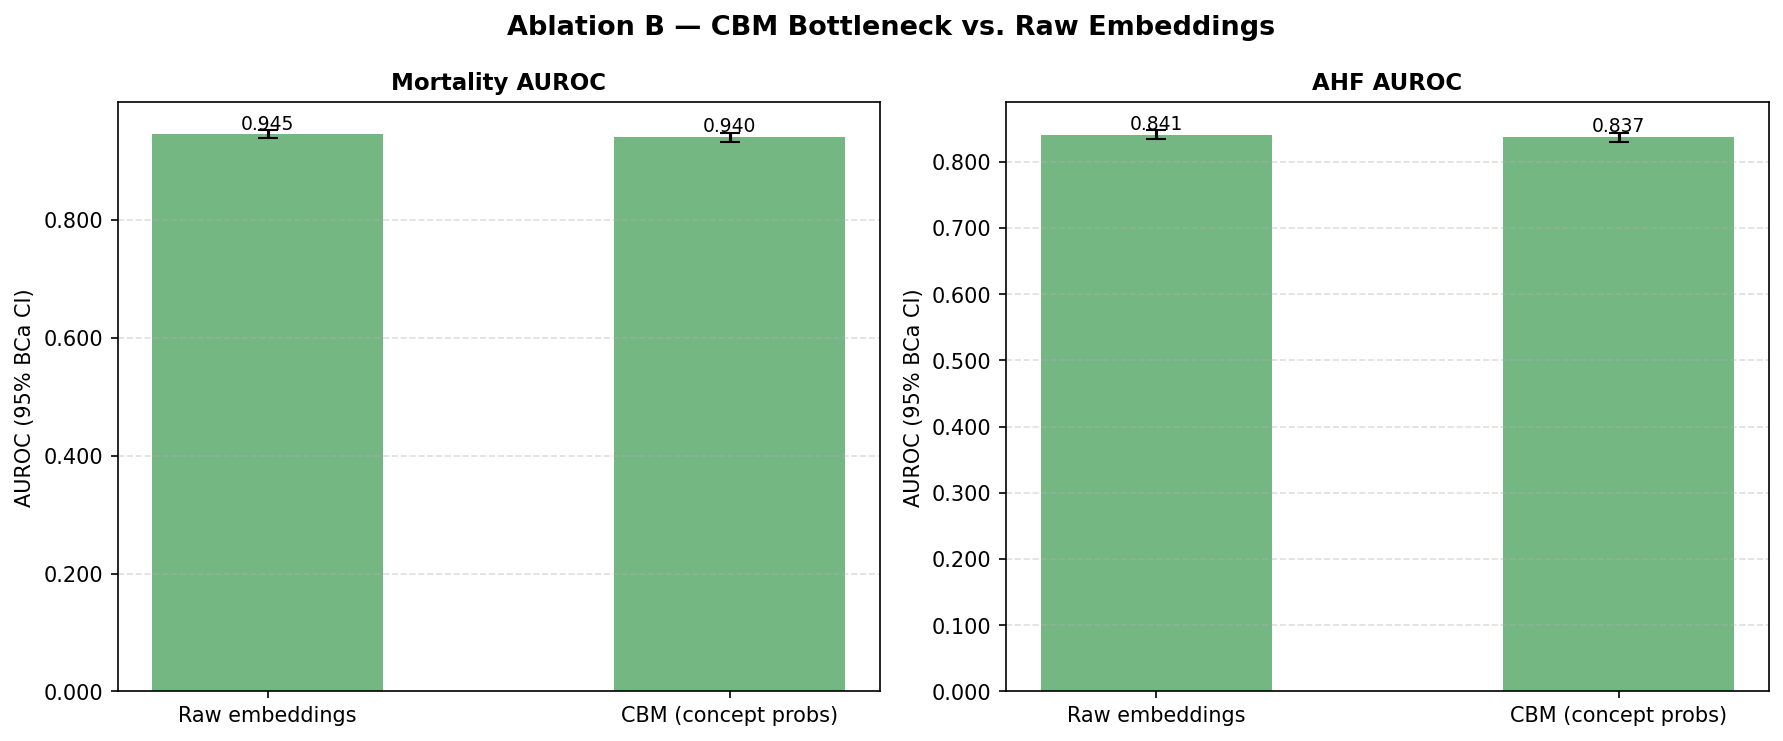 Ablation B — CBM Bottleneck vs. Raw Embeddings
Mortality AUROC
AUROC (95% BCa CI)
0.800
0.600
0.400
0.200
0.000
0.945
0.940
Raw embeddings
CBM (concept probs)
AHF AUROC
AUROC (95% BCa CI)
0.800
0.700
0.600
0.500
0.400
0.300
0.200
0.100
0.000
0.841
0.837
Raw embeddings
CBM (concept probs)